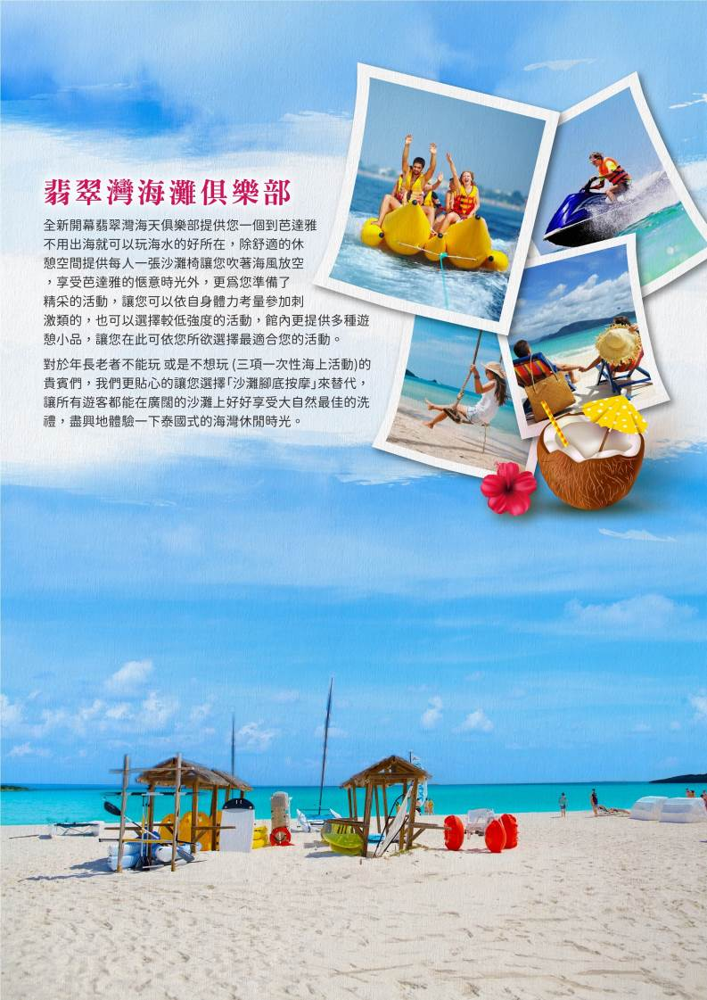 翡翠灣海灘俱樂部
全新開幕翡翠灣海天俱樂部提供您一個到芭達雅
不用出海就可以玩海水的好所在，除舒適的休
憩空間提供每人一張沙灘椅讓您吹著海風放空
，享受芭達雅的愜意時光外，更為您準備了
精采的活動，讓您可以依自身體力考量參加刺
激類的，也可以選擇較低強度的活動，館內更提供多種遊
憩小品，讓您在此可依您所欲選擇最適合您的活動。
對於年長老者不能玩 或是不想玩 (三項一次性海上活動)的
貴賓們，我們更貼心的讓您選擇「沙灘腳底按摩」來替代，
讓所有遊客都能在廣闊的沙灘上好好享受大自然最佳的洗
禮，盡興地體驗一下泰國式的海灣休閒時光。